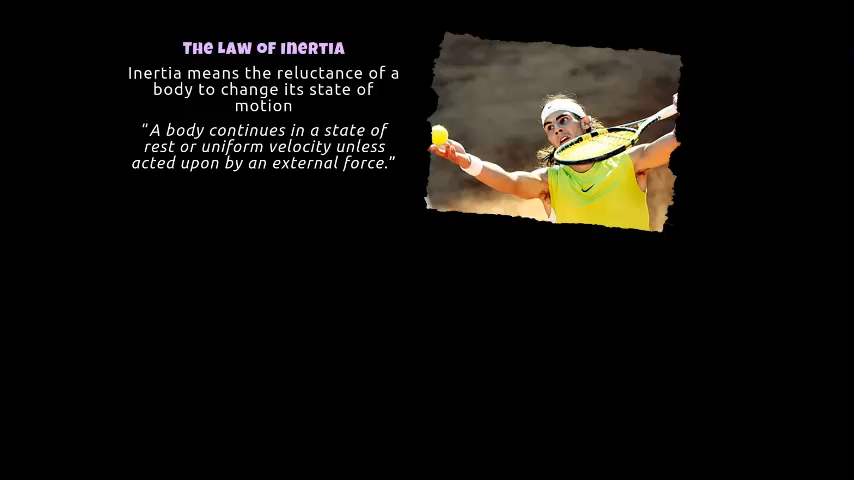 The Law of Inertia
Inertia means the reluctance of a
body to change its state of
motion
"A body continues in a state of
rest or uniform velocity unless
acted upon by an external force."